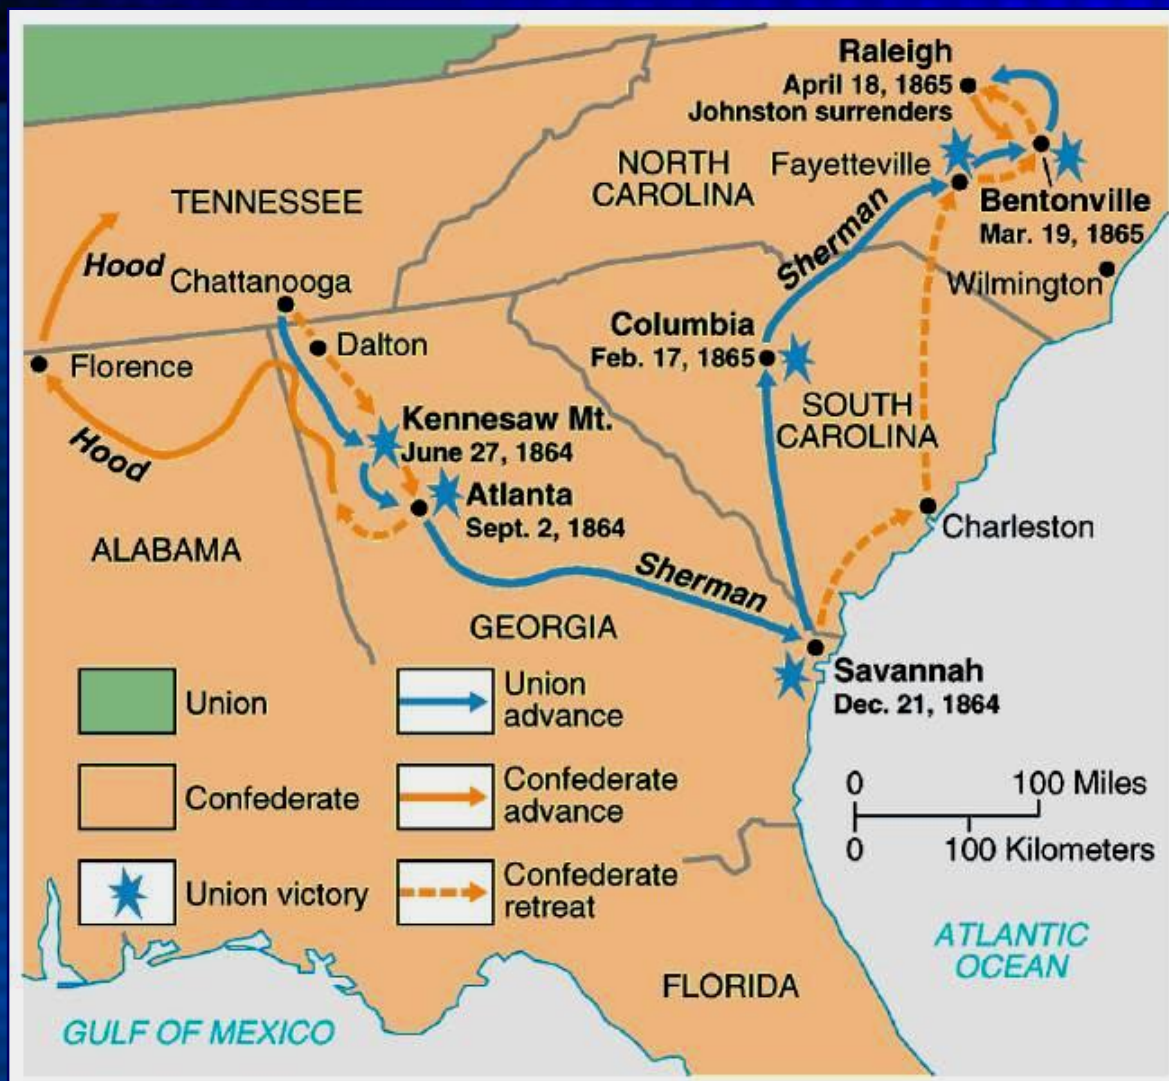 Raleigh
April 18, 1865
Johnston surrenders
NORTH
CAROLINA
Fayetteville
Bentonville
Mar. 19, 1865
Wilmington
Sherman
TENNESSEE
Hood
Chattanooga
Dalton
Florence
Hood
Columbia
Feb. 17, 1865
SOUTH
CAROLINA
Kennesaw Mt.
June 27, 1864
Atlanta
Sept. 2, 1864
Charleston
ALABAMA
Sherman
GEORGIA
Savannah
Dec. 21, 1864
Union
Union
advance
Confederate
Confederate
advance
Union victory
Confederate
retreat
0 100 Miles
0 100 Kilometers
ATLANTIC
OCEAN
FLORIDA
GULF OF MEXICO